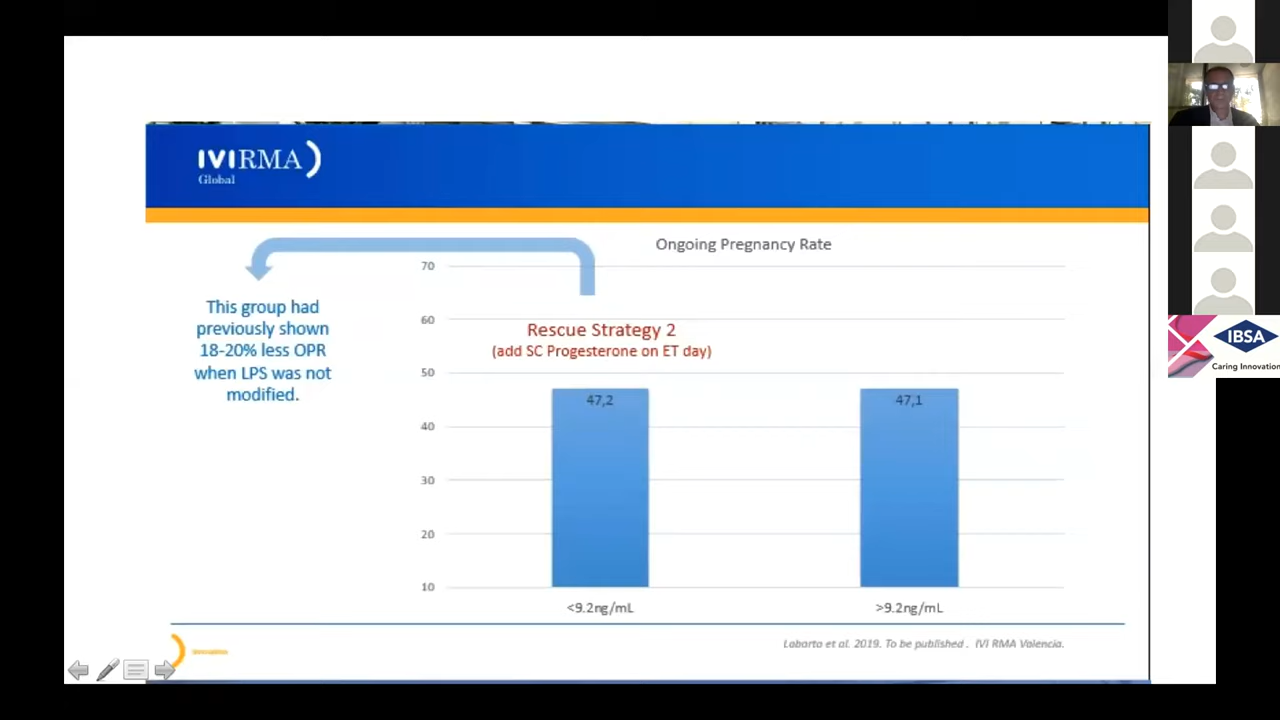 IVIRMA
Global
Ongoing Pregnancy Rate
This group had
previously shown
18-20% less OPR
when LPS was not
modified.
Rescue Strategy 2
(add SC Progesterone on ET day)
70
60
50
40
30
20
10
47,2
47,1
<9.2ng/mL
>9.2ng/mL
Labarta et al. 2019. To be published . IVI RMA Valencia.
IBSA
Caring Innovation